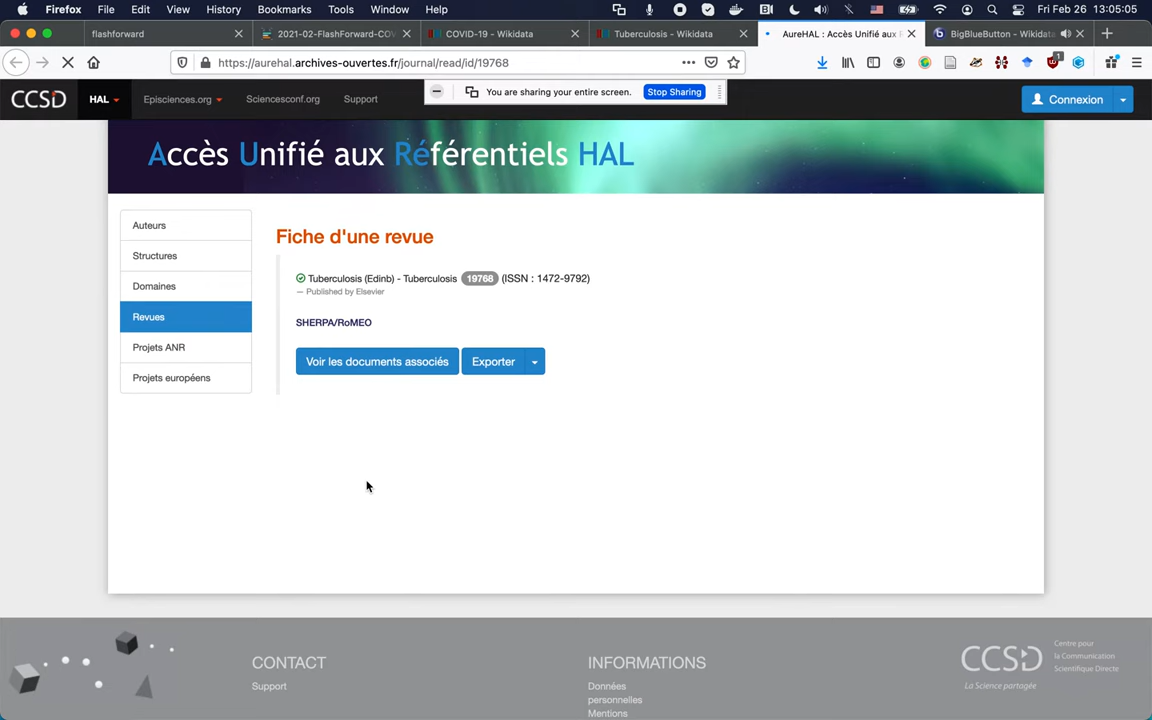 Firefox File Edit View History Bookmarks Tools Window Help Fri Feb 26 13:05:05
flashforward
2021-02-FlashForward-COV
COVID-19 - Wikidata
Tuberculosis - Wikidata
AureHAL : Accès Unifié aux R
BigBlueButton - Wikidata
https://aurehal.archives-ouvertes.fr/journal/read/id/19768
CCSD HAL Episciences.org Sciencesconf.org Support
You are sharing your entire screen. Stop Sharing
Connexion
Accès Unifié aux Référentiels HAL
Auteurs
Structures
Domaines
Revues
Projets ANR
Projets européens
Fiche d'une revue
Tuberculosis (Edinb) - Tuberculosis 19768 (ISSN : 1472-9792)
— Published by Elsevier
SHERPA/RoMEO
Voir les documents associés Exporter
CONTACT
Support
INFORMATIONS
Données
personnelles
Mentions
CCSD
La Science partagée
Centre pour
la Communication
Scientifique Directe